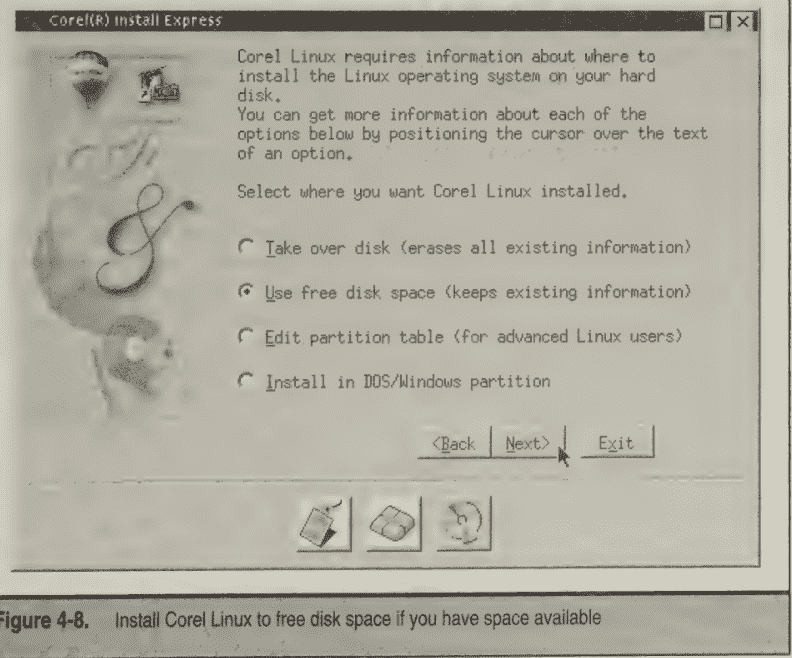 Corel(R) Install Express
Corel Linux requires information about where to
install the Linux operating system on your hard
disk.
You can get more information about each of the
options below by positioning the cursor over the text
of an option.
Select where you want Corel Linux installed.
Take over disk (erases all existing information)
Use free disk space (keeps existing information)
Edit partition table (for advanced Linux users)
Install in DOS/Windows partition
<Back Next> Exit
Figure 4-8. Install Corel Linux to free disk space if you have space available